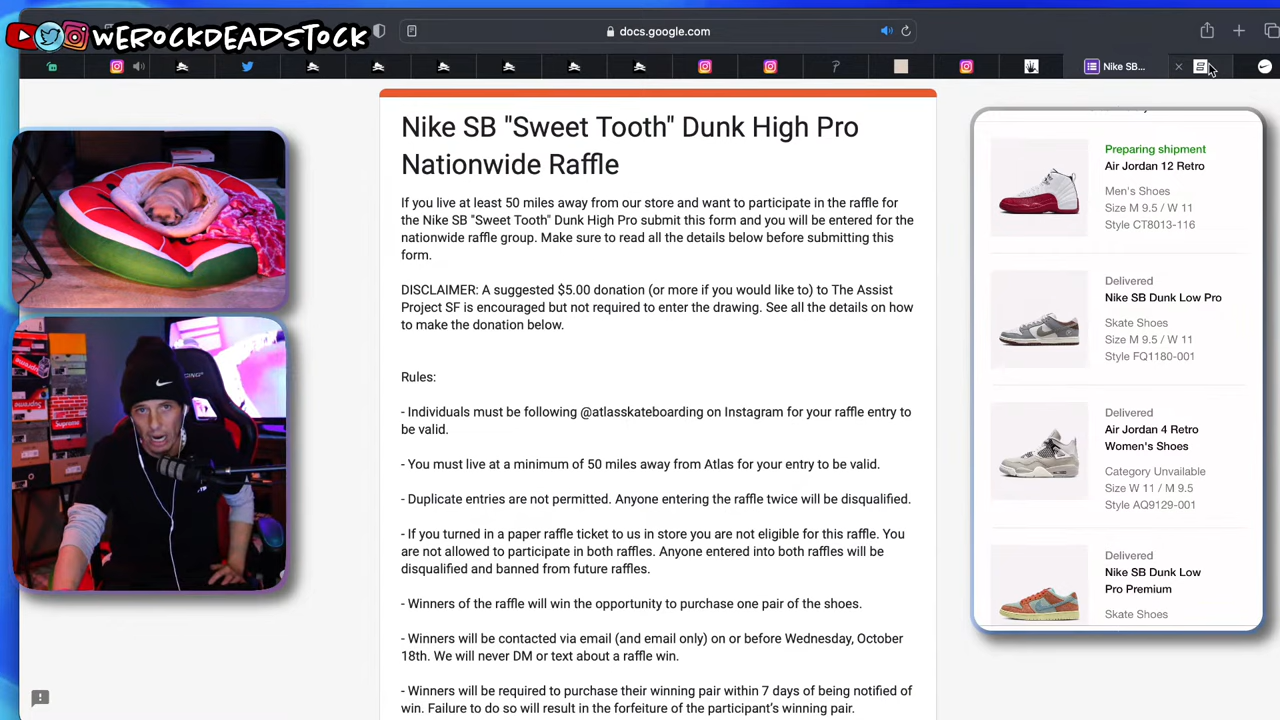 WEROCKDEADSTOCK
docs.google.com
Nike SB...
Nike SB "Sweet Tooth" Dunk High Pro
Nationwide Raffle
If you live at least 50 miles away from our store and want to participate in the raffle for
the Nike SB "Sweet Tooth" Dunk High Pro submit this form and you will be entered for the
nationwide raffle group. Make sure to read all the details below before submitting this
form.
DISCLAIMER: A suggested $5.00 donation (or more if you would like to) to The Assist
Project SF is encouraged but not required to enter the drawing. See all the details on how
to make the donation below.
Rules:
- Individuals must be following @atlasskateboarding on Instagram for your raffle entry to
be valid.
- You must live at a minimum of 50 miles away from Atlas for your entry to be valid.
- Duplicate entries are not permitted. Anyone entering the raffle twice will be disqualified.
- If you turned in a paper raffle ticket to us in store you are not eligible for this raffle. You
are not allowed to participate in both raffles. Anyone entered into both raffles will be
disqualified and banned from future raffles.
- Winners of the raffle will win the opportunity to purchase one pair of the shoes.
- Winners will be contacted via email (and email only) on or before Wednesday, October
18th. We will never DM or text about a raffle win.
- Winners will be required to purchase their winning pair within 7 days of being notified of
win. Failure to do so will result in the forfeiture of the participant's winning pair.
Preparing shipment
Air Jordan 12 Retro
Men's Shoes
Size M 9.5 / W 11
Style CT8013-116
Delivered
Nike SB Dunk Low Pro
Skate Shoes
Size M 9.5 / W 11
Style FQ1180-001
Delivered
Air Jordan 4 Retro
Women's Shoes
Category Unavailable
Size W 11 / M 9.5
Style AQ9129-001
Delivered
Nike SB Dunk Low
Pro Premium
Skate Shoes
Supreme